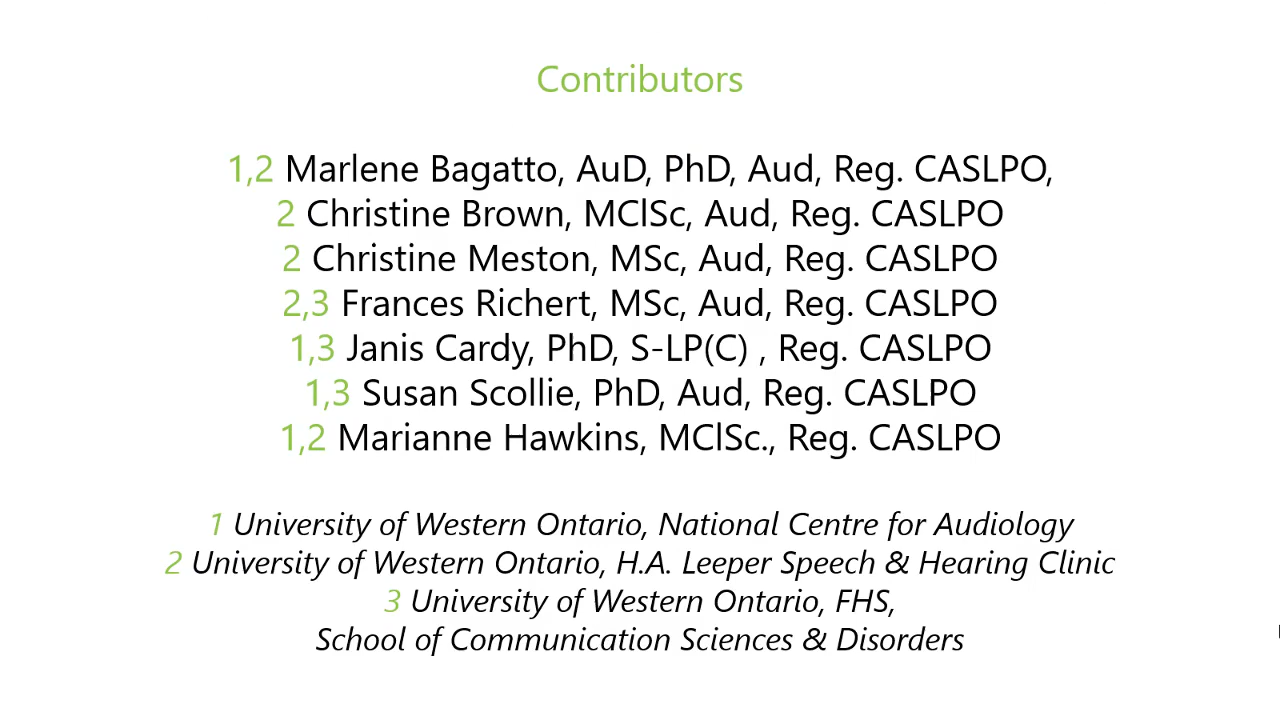 Contributors
1,2 Marlene Bagatto, AuD, PhD, Aud, Reg. CASLPO,
2 Christine Brown, MClSc, Aud, Reg. CASLPO
2 Christine Meston, MSc, Aud, Reg. CASLPO
2,3 Frances Richert, MSc, Aud, Reg. CASLPO
1,3 Janis Cardy, PhD, S-LP(C) , Reg. CASLPO
1,3 Susan Scollie, PhD, Aud, Reg. CASLPO
1,2 Marianne Hawkins, MClSc., Reg. CASLPO
1 University of Western Ontario, National Centre for Audiology
2 University of Western Ontario, H.A. Leeper Speech & Hearing Clinic
3 University of Western Ontario, FHS,
School of Communication Sciences & Disorders